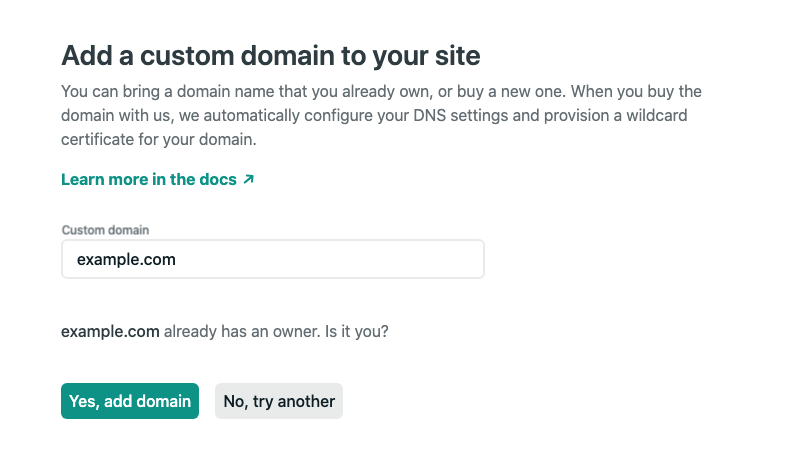 Add a custom domain to your site
You can bring a domain name that you already own, or buy a new one. When you buy the
domain with us, we automatically configure your DNS settings and provision a wildcard
certificate for your domain.
Learn more in the docs ↗
Custom domain
example.com
example.com already has an owner. Is it you?
Yes, add domain No, try another